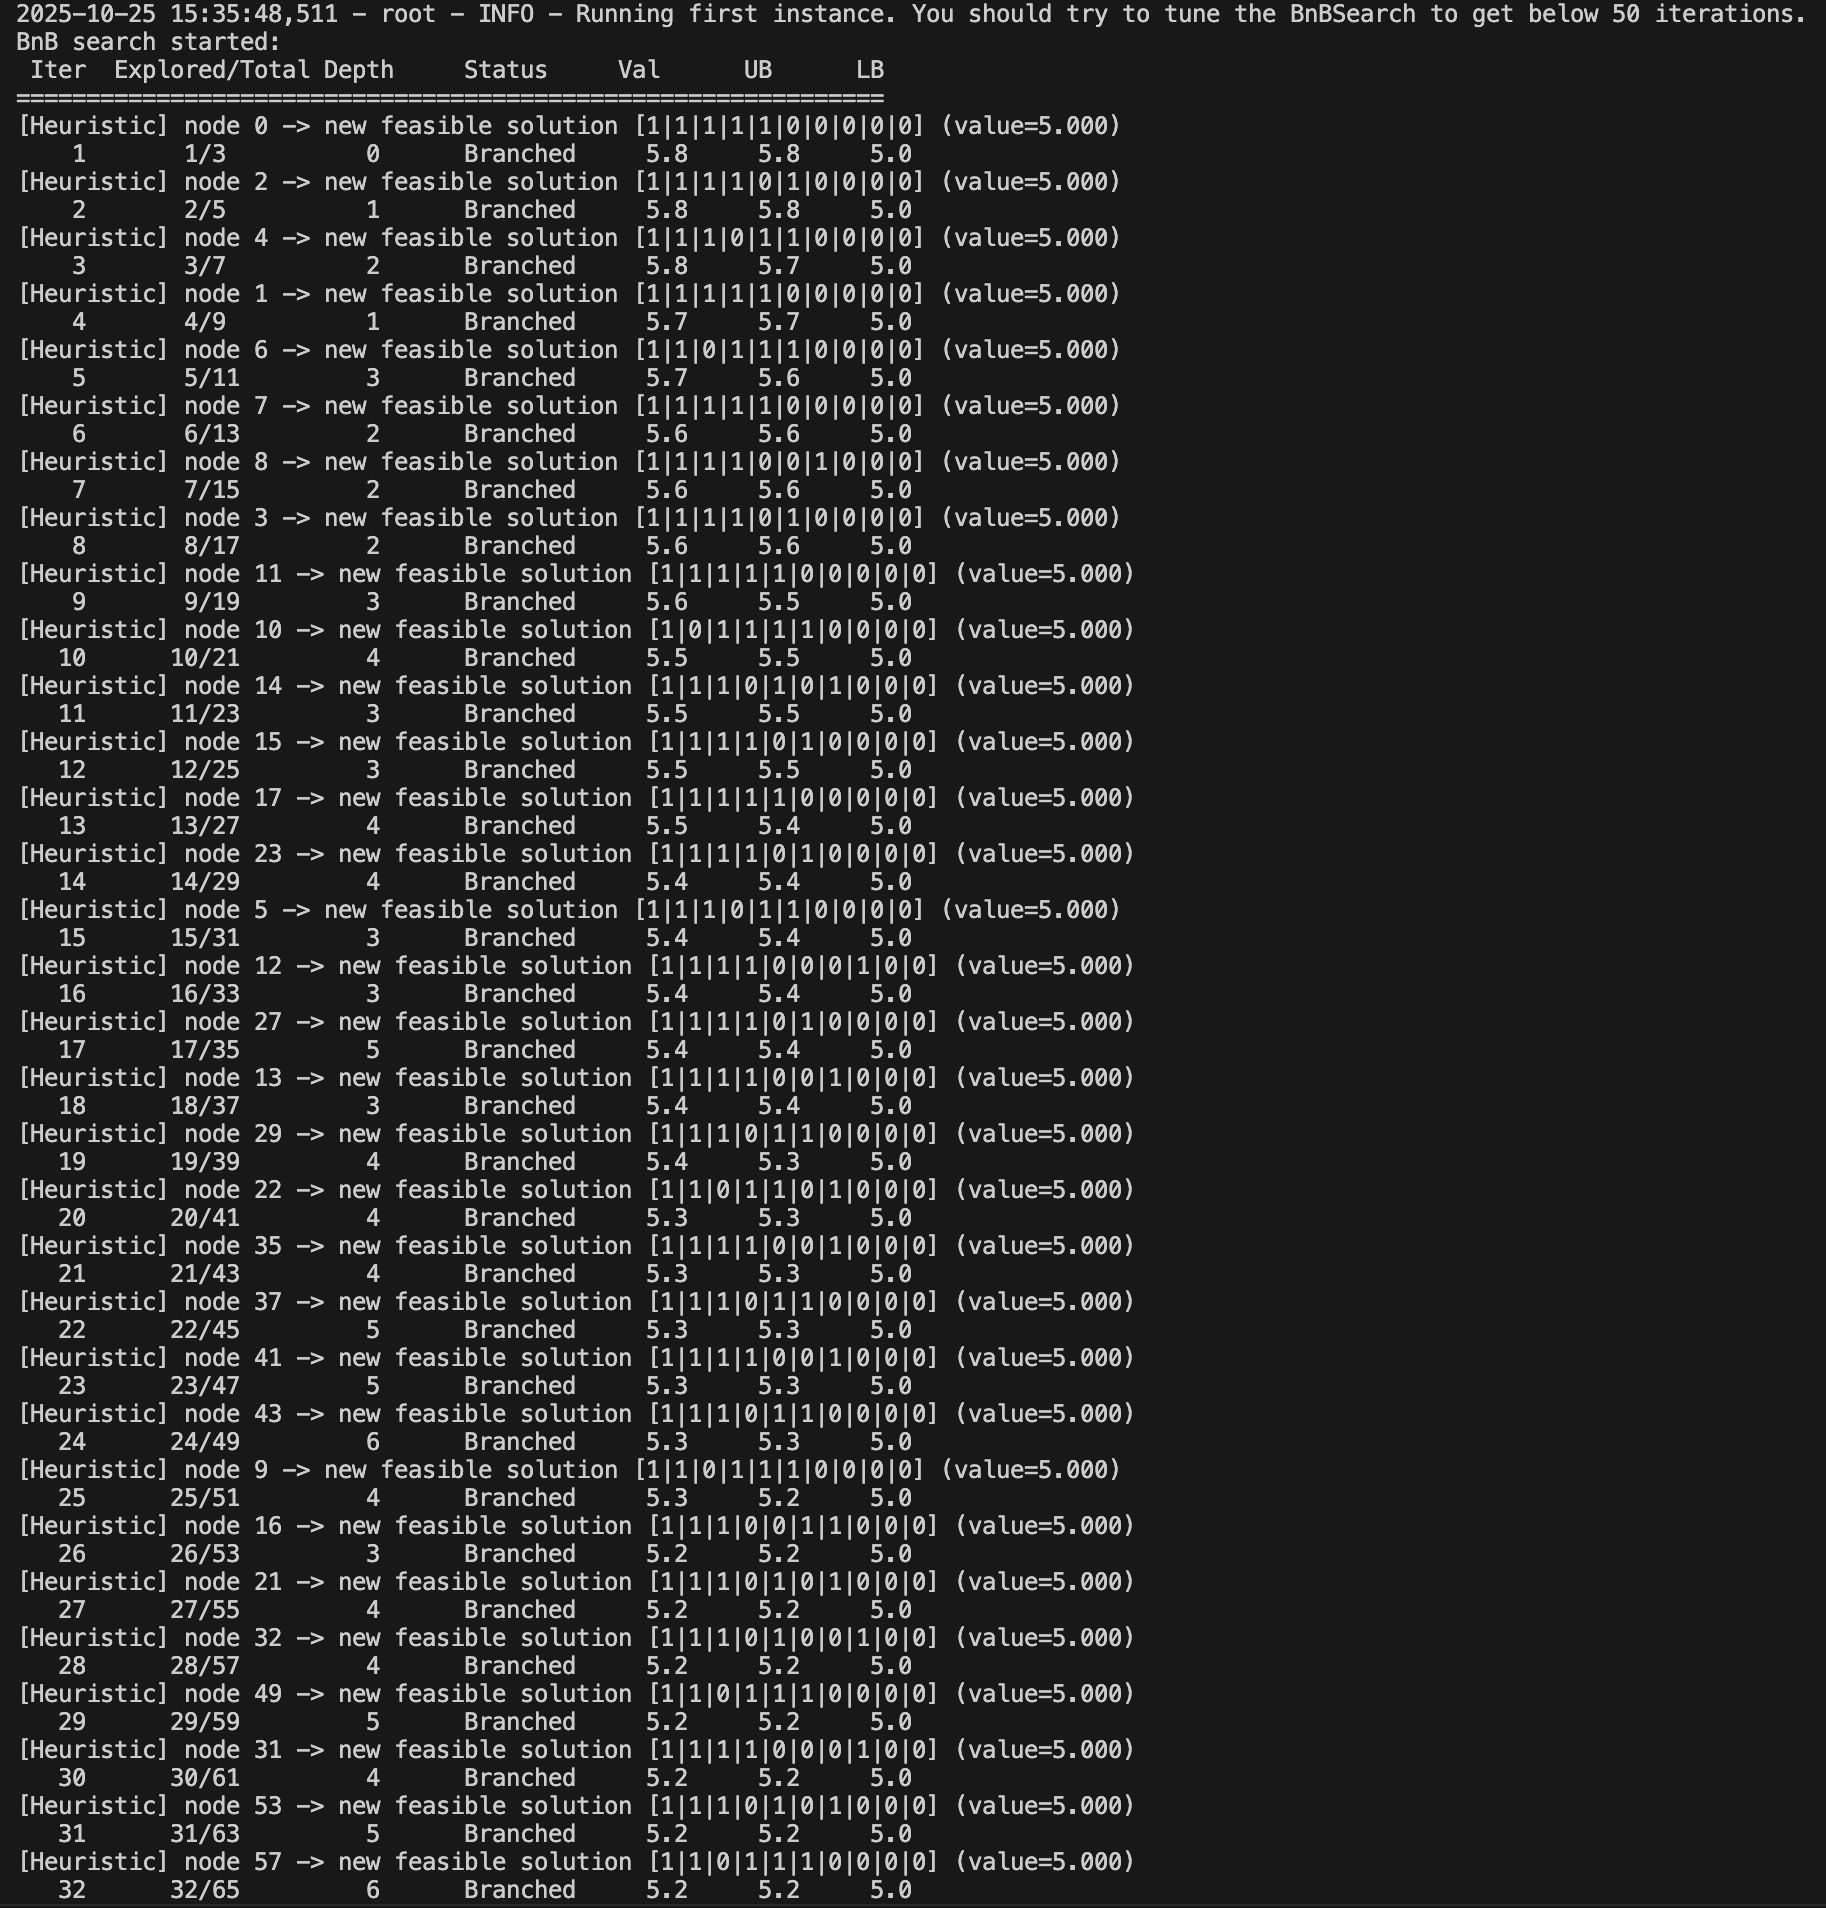 2025-10-25 15:35:48,511 - root - INFO - Running first instance. You should try to tune the BnBSearch to get below 50 iterations.
BnB search started:
 Iter  Explored/Total Depth     Status     Val      UB      LB
==============================================================
[Heuristic] node 0 -> new feasible solution [1|1|1|1|1|0|0|0|0|0] (value=5.000)
    1       1/3            0      Branched     5.8     5.8     5.0
[Heuristic] node 2 -> new feasible solution [1|1|1|1|0|1|0|0|0|0] (value=5.000)
    2       2/5            1      Branched     5.8     5.8     5.0
[Heuristic] node 4 -> new feasible solution [1|1|1|0|1|1|0|0|0|0] (value=5.000)
    3       3/7            2      Branched     5.8     5.7     5.0
[Heuristic] node 1 -> new feasible solution [1|1|1|1|1|0|0|0|0|0] (value=5.000)
    4       4/9            1      Branched     5.7     5.7     5.0
[Heuristic] node 6 -> new feasible solution [1|1|0|1|1|1|0|0|0|0] (value=5.000)
    5       5/11           3      Branched     5.7     5.6     5.0
[Heuristic] node 7 -> new feasible solution [1|1|1|1|1|0|0|0|0|0] (value=5.000)
    6       6/13           2      Branched     5.6     5.6     5.0
[Heuristic] node 8 -> new feasible solution [1|1|1|1|0|0|1|0|0|0] (value=5.000)
    7       7/15           2      Branched     5.6     5.6     5.0
[Heuristic] node 3 -> new feasible solution [1|1|1|1|0|1|0|0|0|0] (value=5.000)
    8       8/17           2      Branched     5.6     5.6     5.0
[Heuristic] node 11 -> new feasible solution [1|1|1|1|1|0|0|0|0|0] (value=5.000)
    9       9/19           3      Branched     5.6     5.5     5.0
[Heuristic] node 10 -> new feasible solution [1|0|1|1|1|1|0|0|0|0] (value=5.000)
   10      10/21           4      Branched     5.5     5.5     5.0
[Heuristic] node 14 -> new feasible solution [1|1|1|0|1|0|1|0|0|0] (value=5.000)
   11      11/23           3      Branched     5.5     5.5     5.0
[Heuristic] node 15 -> new feasible solution [1|1|1|1|0|1|0|0|0|0] (value=5.000)
   12      12/25           3      Branched     5.5     5.5     5.0
[Heuristic] node 17 -> new feasible solution [1|1|1|1|1|0|0|0|0|0] (value=5.000)
   13      13/27           4      Branched     5.5     5.4     5.0
[Heuristic] node 23 -> new feasible solution [1|1|1|1|0|1|0|0|0|0] (value=5.000)
   14      14/29           4      Branched     5.4     5.4     5.0
[Heuristic] node 5 -> new feasible solution [1|1|1|0|1|1|0|0|0|0] (value=5.000)
   15      15/31           3      Branched     5.4     5.4     5.0
[Heuristic] node 12 -> new feasible solution [1|1|1|1|0|0|0|1|0|0] (value=5.000)
   16      16/33           3      Branched     5.4     5.4     5.0
[Heuristic] node 27 -> new feasible solution [1|1|1|1|0|1|0|0|0|0] (value=5.000)
   17      17/35           5      Branched     5.4     5.4     5.0
[Heuristic] node 13 -> new feasible solution [1|1|1|1|0|0|1|0|0|0] (value=5.000)
   18      18/37           3      Branched     5.4     5.4     5.0
[Heuristic] node 29 -> new feasible solution [1|1|1|0|1|1|0|0|0|0] (value=5.000)
   19      19/39           4      Branched     5.4     5.3     5.0
[Heuristic] node 22 -> new feasible solution [1|1|0|1|1|0|1|0|0|0] (value=5.000)
   20      20/41           4      Branched     5.3     5.3     5.0
[Heuristic] node 35 -> new feasible solution [1|1|1|1|0|0|1|0|0|0] (value=5.000)
   21      21/43           4      Branched     5.3     5.3     5.0
[Heuristic] node 37 -> new feasible solution [1|1|1|0|1|1|0|0|0|0] (value=5.000)
   22      22/45           5      Branched     5.3     5.3     5.0
[Heuristic] node 41 -> new feasible solution [1|1|1|1|0|0|1|0|0|0] (value=5.000)
   23      23/47           5      Branched     5.3     5.3     5.0
[Heuristic] node 43 -> new feasible solution [1|1|1|0|1|1|0|0|0|0] (value=5.000)
   24      24/49           6      Branched     5.3     5.3     5.0
[Heuristic] node 9 -> new feasible solution [1|1|0|1|1|1|0|0|0|0] (value=5.000)
   25      25/51           4      Branched     5.3     5.2     5.0
[Heuristic] node 16 -> new feasible solution [1|1|1|0|0|1|1|0|0|0] (value=5.000)
   26      26/53           3      Branched     5.2     5.2     5.0
[Heuristic] node 21 -> new feasible solution [1|1|1|0|1|0|1|0|0|0] (value=5.000)
   27      27/55           4      Branched     5.2     5.2     5.0
[Heuristic] node 32 -> new feasible solution [1|1|1|0|1|0|0|1|0|0] (value=5.000)
   28      28/57           4      Branched     5.2     5.2     5.0
[Heuristic] node 49 -> new feasible solution [1|1|0|1|1|1|0|0|0|0] (value=5.000)
   29      29/59           5      Branched     5.2     5.2     5.0
[Heuristic] node 31 -> new feasible solution [1|1|1|1|0|0|0|1|0|0] (value=5.000)
   30      30/61           4      Branched     5.2     5.2     5.0
[Heuristic] node 53 -> new feasible solution [1|1|1|0|1|0|1|0|0|0] (value=5.000)
   31      31/63           5      Branched     5.2     5.2     5.0
[Heuristic] node 57 -> new feasible solution [1|1|0|1|1|1|0|0|0|0] (value=5.000)
   32      32/65           6      Branched     5.2     5.2     5.0